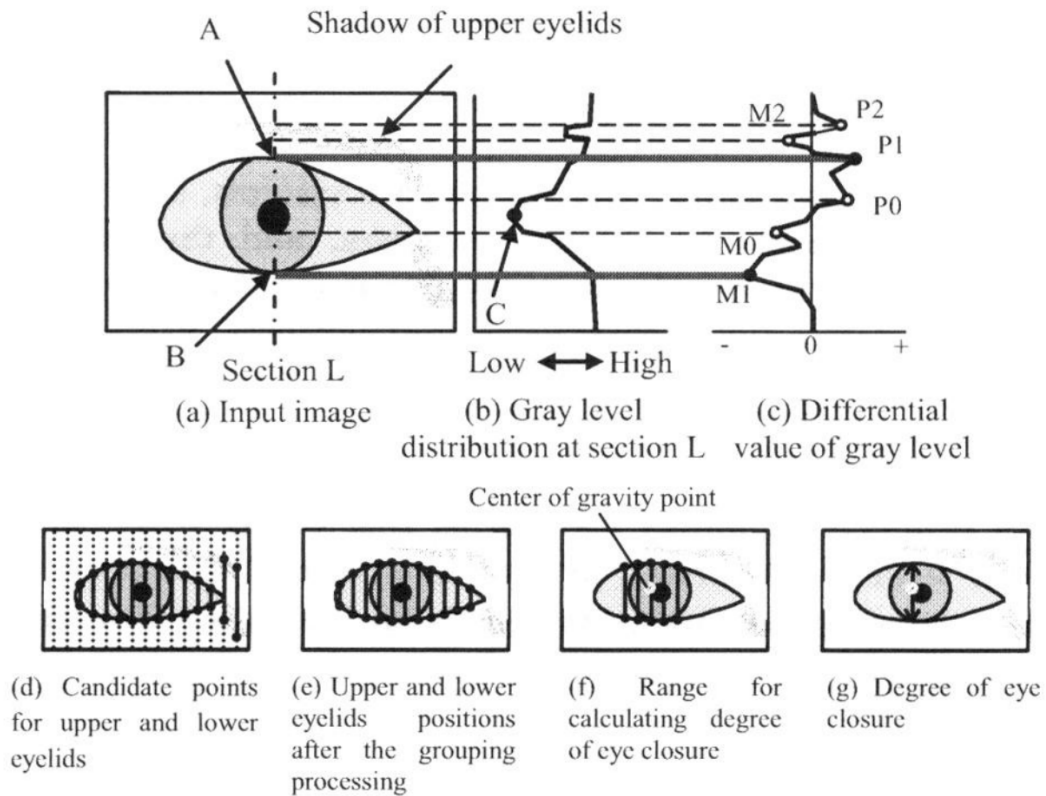 A
Shadow of upper eyelids
M2
P2
P1
P0
M0
M1
C
B
Section L
Low
High
-
0
+
(a) Input image
(b) Gray level
distribution at section L
(c) Differential
value of gray level
Center of gravity point
(d) Candidate points
for upper and lower
eyelids
(e) Upper and lower
eyelids positions
after the grouping
processing
(f) Range for
calculating degree
of eye closure
(g) Degree of eye
closure